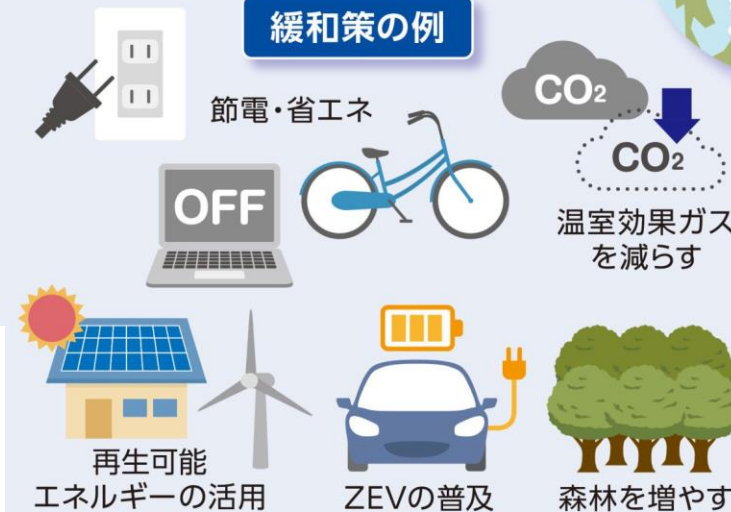 緩和策の例
節電・省エネ
CO2
CO2
OFF
温室効果ガス
を減らす
再生可能
エネルギーの活用
ZEVの普及
森林を増やす